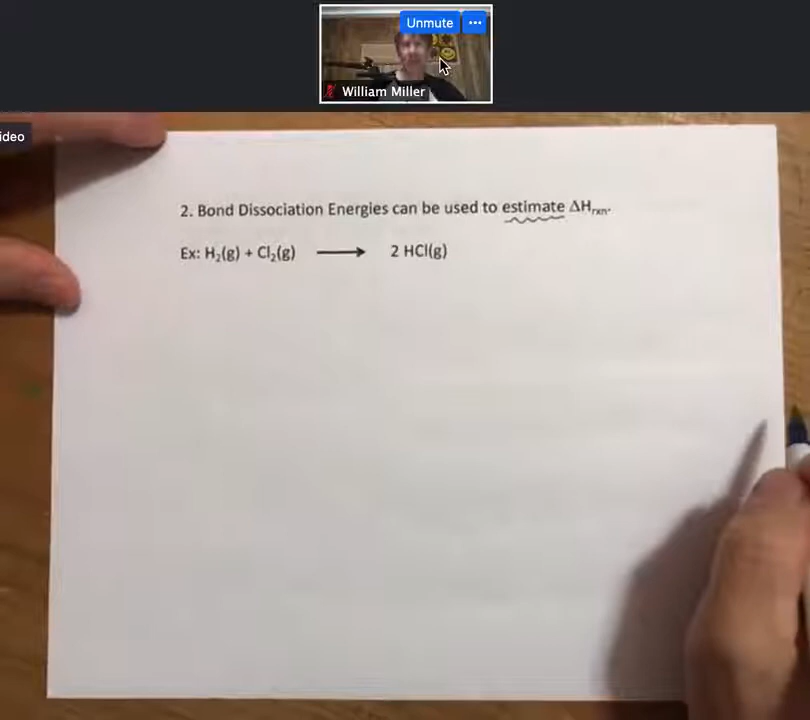 Unmute
William Miller
ideo
2. Bond Dissociation Energies can be used to estimate ΔHrxn.
Ex: H₂(g) + Cl₂(g) ⟶ 2 HCl(g)